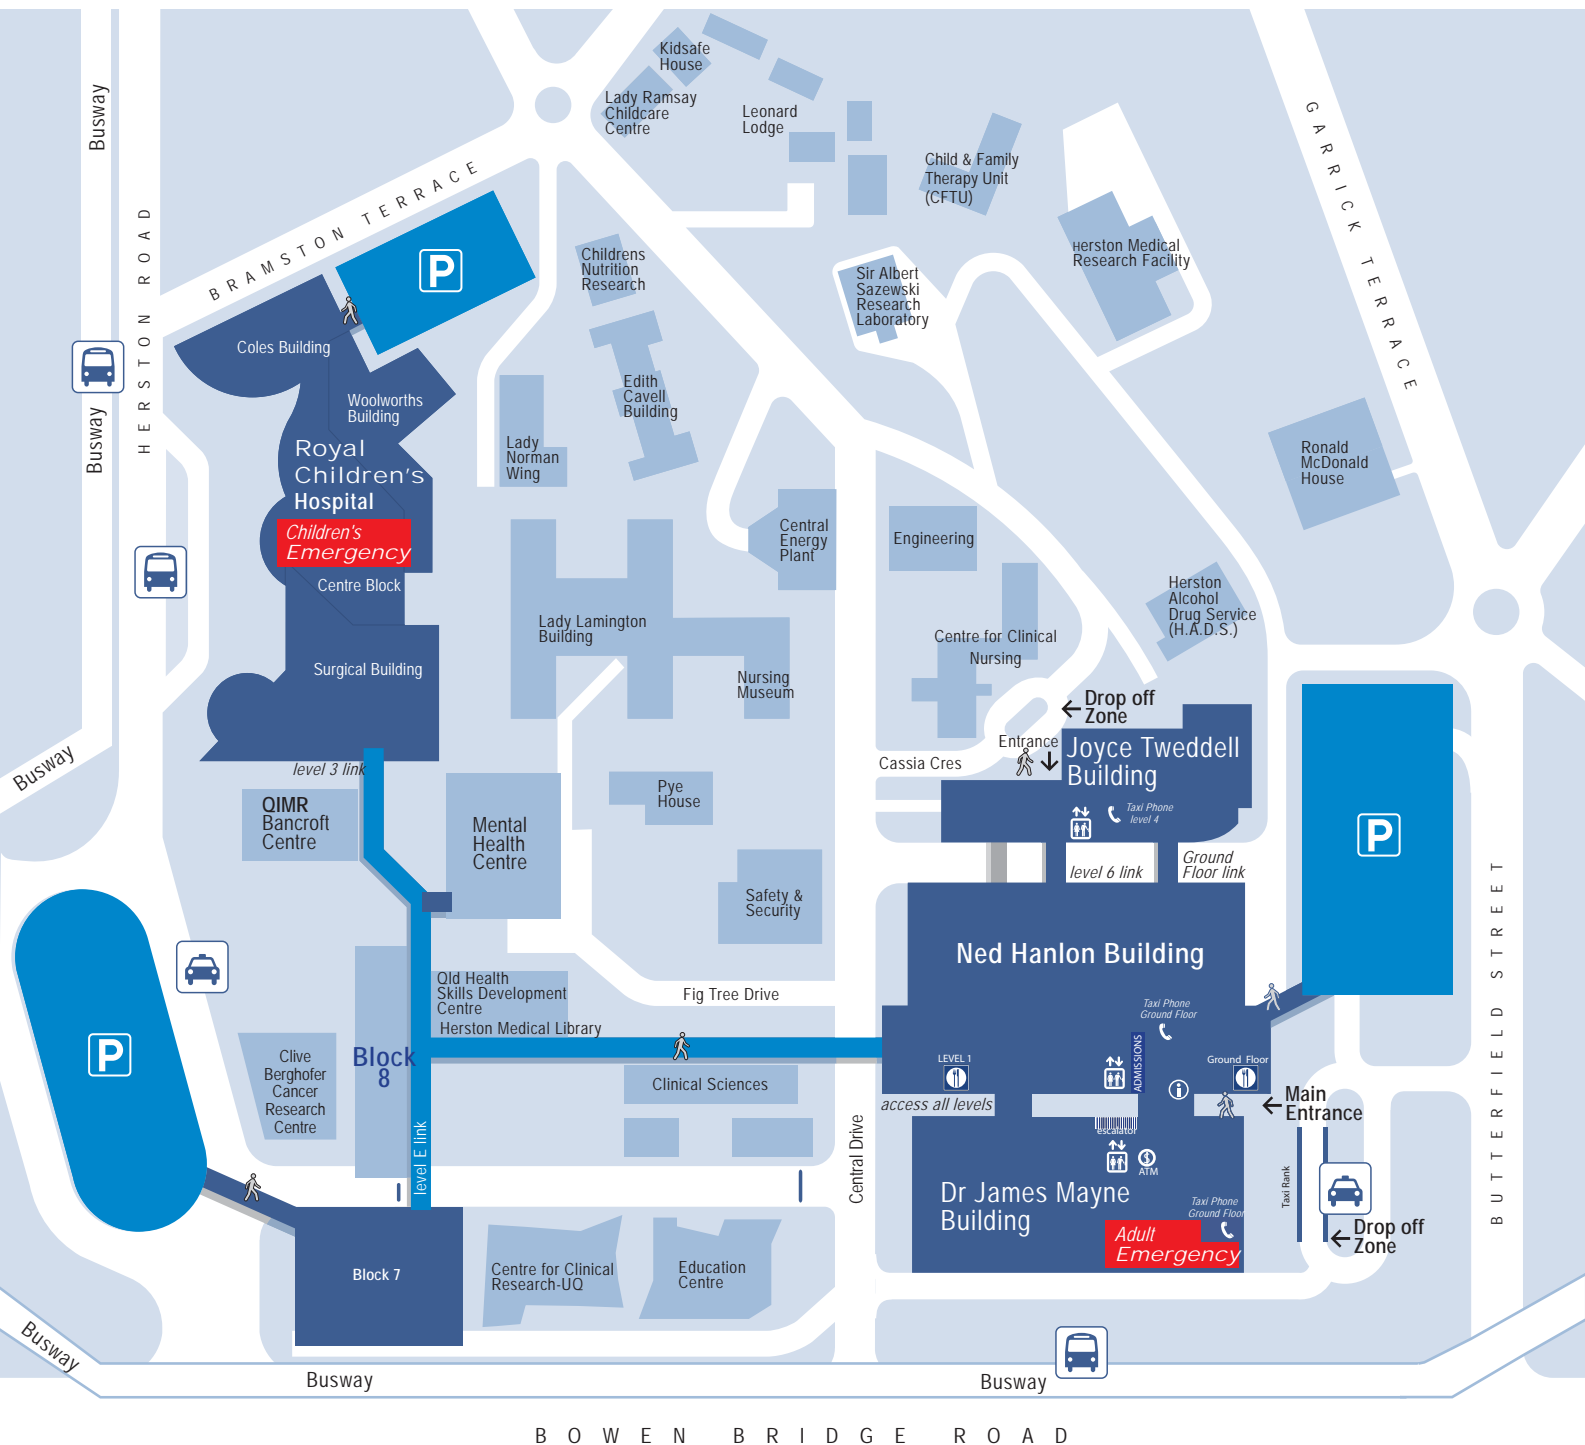 Kidsafe
House
Busway
Lady Ramsay
Childcare
Centre
Leonard
Lodge
GARRICK TERRACE
Child & Family
Therapy Unit
(CFTU)
BRAMSTON TERRACE
HERSTON ROAD
P
Childrens
Nutrition
Research
Herston Medical
Research Facility
Sir Albert
Sazewski
Research
Laboratory
Coles Building
Woolworths
Building
Edith
Cavell
Building
Busway
Royal
Children's
Hospital
Lady
Norman
Wing
Ronald
McDonald
House
Children's
Emergency
Central
Energy
Plant
Engineering
Centre Block
Herston
Alcohol
Drug Service
(H.A.D.S.)
Lady Lamington
Building
Centre for Clinical
Nursing
Surgical Building
Nursing
Museum
Drop off
Zone
Entrance
Joyce Tweddell
Building
Cassia Cres
Busway
level 3 link
QIMR
Bancroft
Centre
Pye
House
Mental
Health
Centre
Taxi Phone
level 4
P
level 6 link
Ground
Floor link
Safety &
Security
Ned Hanlon Building
BUTTERFIELD STREET
Qld Health
Skills Development
Centre
Fig Tree Drive
Herston Medical Library
Taxi Phone
Ground Floor
P
Clive
Berghofer
Cancer
Research
Centre
Block
8
Clinical Sciences
LEVEL 1
ADMISSIONS
Ground Floor
i
access all levels
Main
Entrance
escalator
level E link
Central Drive
$
ATM
Taxi Rank
Dr James Mayne
Building
Taxi Phone
Ground Floor
Adult
Emergency
Drop off
Zone
Block 7
Centre for Clinical
Research-UQ
Education
Centre
Busway
Busway
Busway
BOWEN BRIDGE ROAD